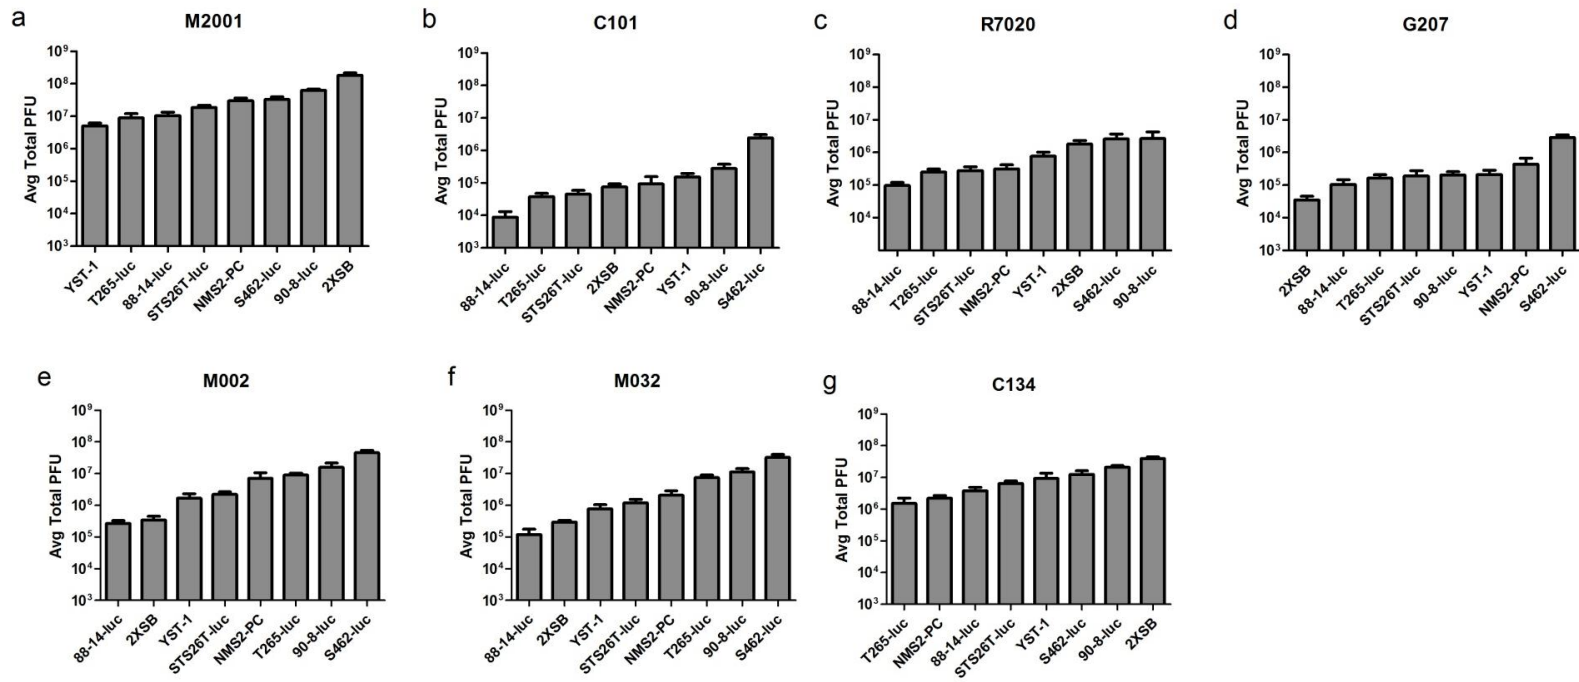 a
M2001
Avg Total PFU
10⁹
10⁸
10⁷
10⁶
10⁵
10⁴
10³
YST-1
T265-luc
88-14-luc
STS26T-luc
NMS2-PC
S462-luc
90-8-luc
2XSB
b
C101
Avg Total PFU
10⁹
10⁸
10⁷
10⁶
10⁵
10⁴
10³
88-14-luc
T265-luc
STS26T-luc
2XSB
NMS2-PC
YST-1
90-8-luc
S462-luc
c
R7020
Avg Total PFU
10⁹
10⁸
10⁷
10⁶
10⁵
10⁴
88-14-luc
T265-luc
STS26T-luc
NMS2-PC
YST-1
2XSB
S462-luc
90-8-luc
d
G207
Avg Total PFU
10⁹
10⁸
10⁷
10⁶
10⁵
10⁴
10³
2XSB
88-14-luc
T265-luc
STS26T-luc
90-8-luc
YST-1
NMS2-PC
S462-luc
e
M002
Avg Total PFU
10⁹
10⁸
10⁷
10⁶
10⁵
10⁴
10³
88-14-luc
2XSB
YST-1
STS26T-luc
NMS2-PC
T265-luc
90-8-luc
S462-luc
f
M032
Avg Total PFU
10⁹
10⁸
10⁷
10⁶
10⁵
10⁴
10³
88-14-luc
2XSB
YST-1
STS26T-luc
NMS2-PC
T265-luc
90-8-luc
S462-luc
g
C134
Avg Total PFU
10⁹
10⁸
10⁷
10⁶
10⁵
10⁴
10³
T265-luc
NMS2-PC
88-14-luc
STS26T-luc
YST-1
S462-luc
90-8-luc
2XSB